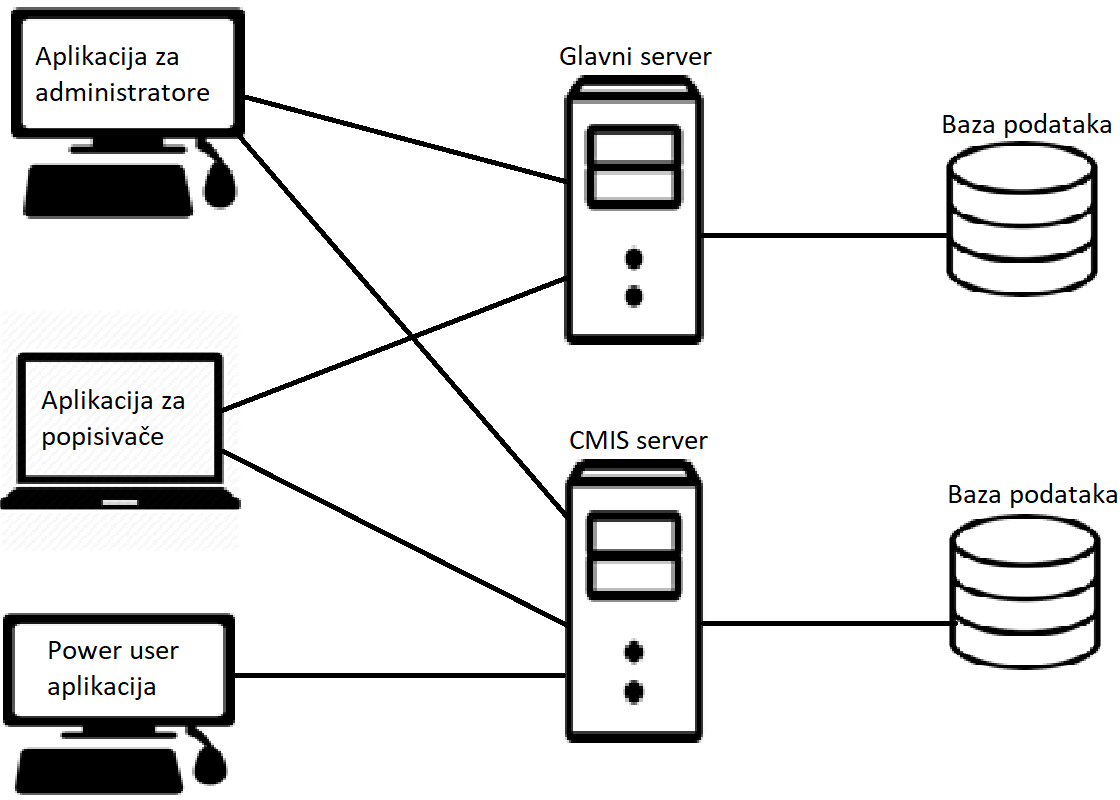 Aplikacija za
administratore
Glavni server
Baza podataka
Aplikacija za
popisivače
CMIS server
Baza podataka
Power user
aplikacija